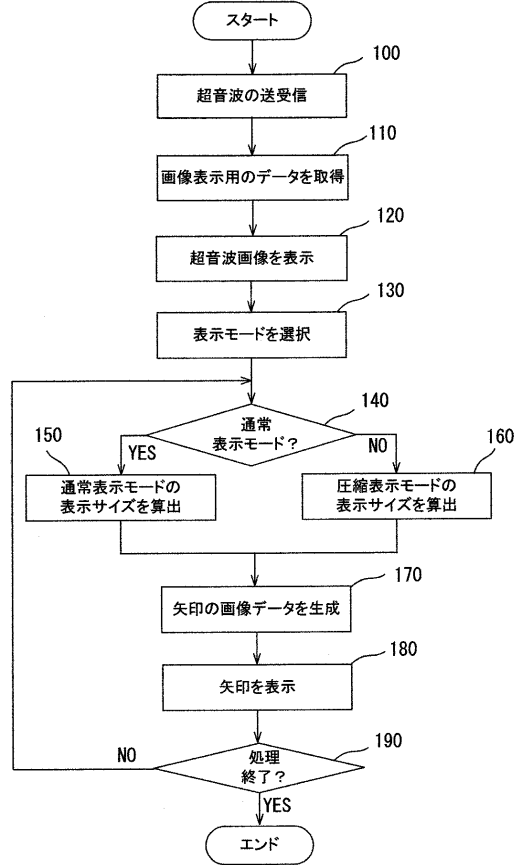 スタート
100
超音波の送受信
110
画像表示用のデータを取得
120
超音波画像を表示
130
表示モードを選択
140
通常
表示モード?
YES
NO
150
通常表示モードの
表示サイズを算出
160
圧縮表示モードの
表示サイズを算出
170
矢印の画像データを生成
180
矢印を表示
190
処理
終了?
NO
YES
エンド